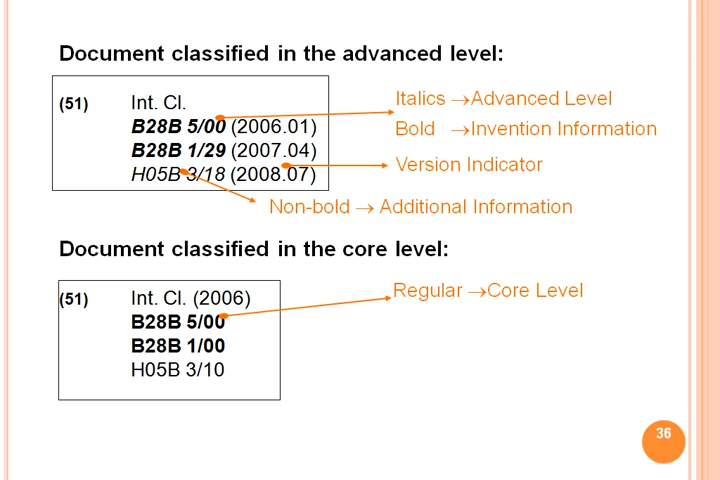 Document classified in the advanced level:
(51) Int. Cl.
B28B 5/00 (2006.01)
B28B 1/29 (2007.04)
H05B 3/18 (2008.07)
Italics →Advanced Level
Bold →Invention Information
Version Indicator
Non-bold → Additional Information
Document classified in the core level:
(51) Int. Cl. (2006)
B28B 5/00
B28B 1/00
H05B 3/10
Regular →Core Level
36